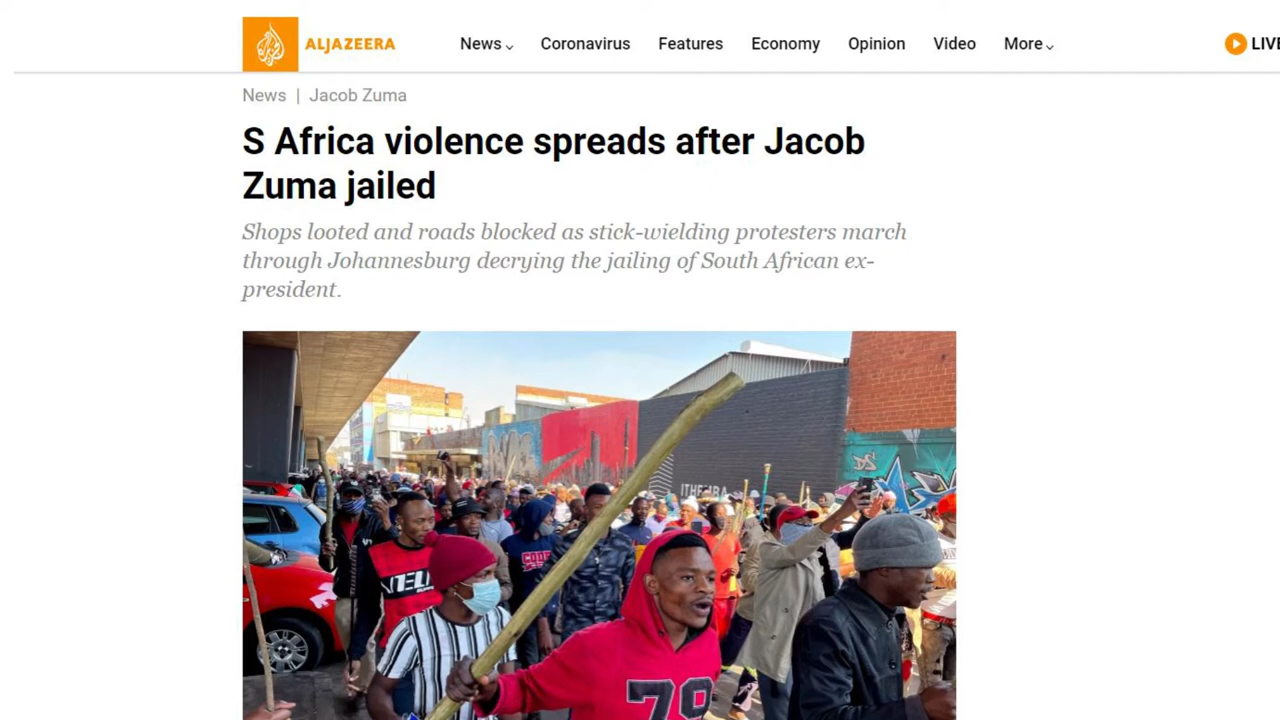 ALJAZEERA News Coronavirus Features Economy Opinion Video More LIVE
News | Jacob Zuma
S Africa violence spreads after Jacob
Zuma jailed
Shops looted and roads blocked as stick-wielding protesters march
through Johannesburg decrying the jailing of South African ex-
president.
ITHEMBA
DS
79